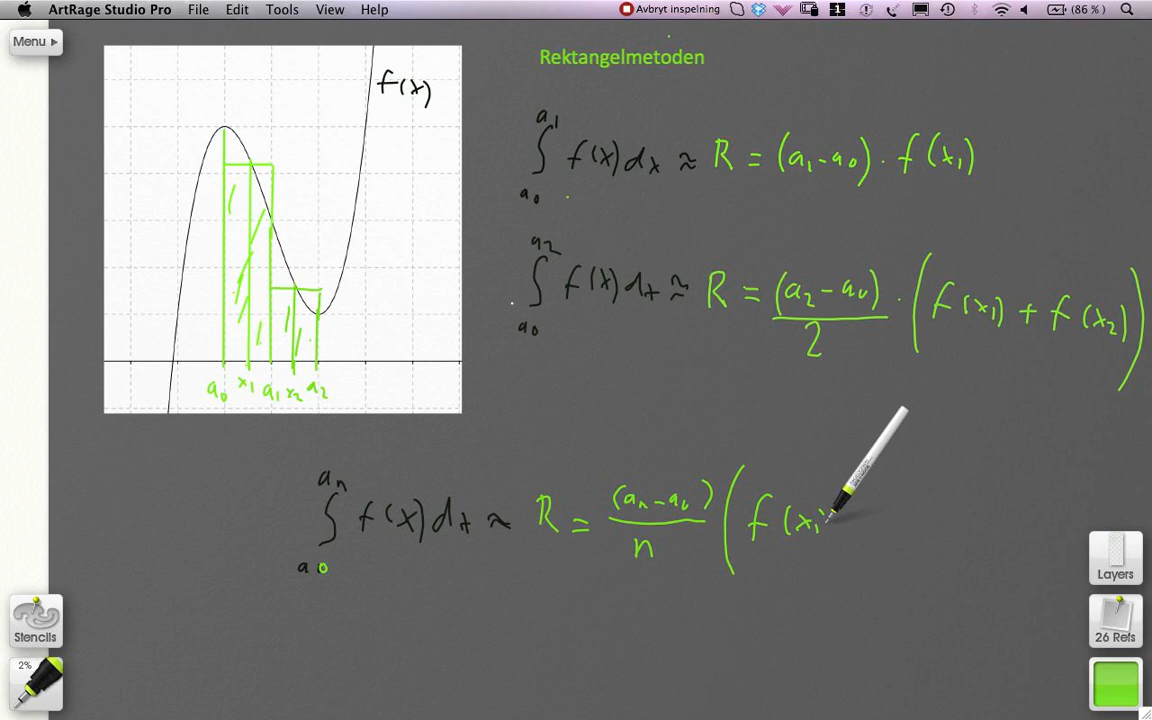 ArtRage Studio Pro File Edit Tools View Help Avbryt inspelning 1 (86 %)
Menu
Rektangelmetoden
f(x)
∫ₐ₀^a₁ f(x)dx ≈ R = (a₁-a₀) · f(x₁)
∫ₐ₀^a₂ f(x)dx ≈ R = (a₂-a₀)/2 · (f(x₁) + f(x₂))
a₀ x₁ a₁ x₂ a₂
∫ₐ₀^aₙ f(x)dx ≈ R = (aₙ-a₀)/n (f(x₁)
Layers
Stencils
26 Refs
2%